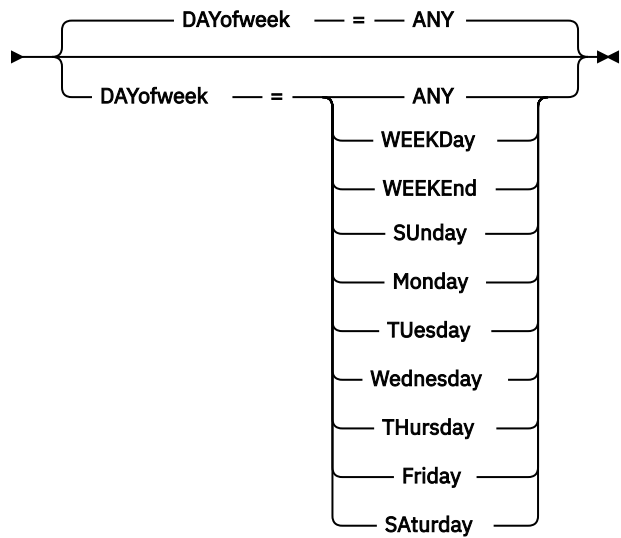 DAYofweek = ANY
DAYofweek = ANY
WEEKDay
WEEKEnd
SUnday
Monday
TUesday
Wednesday
THursday
Friday
SAturday